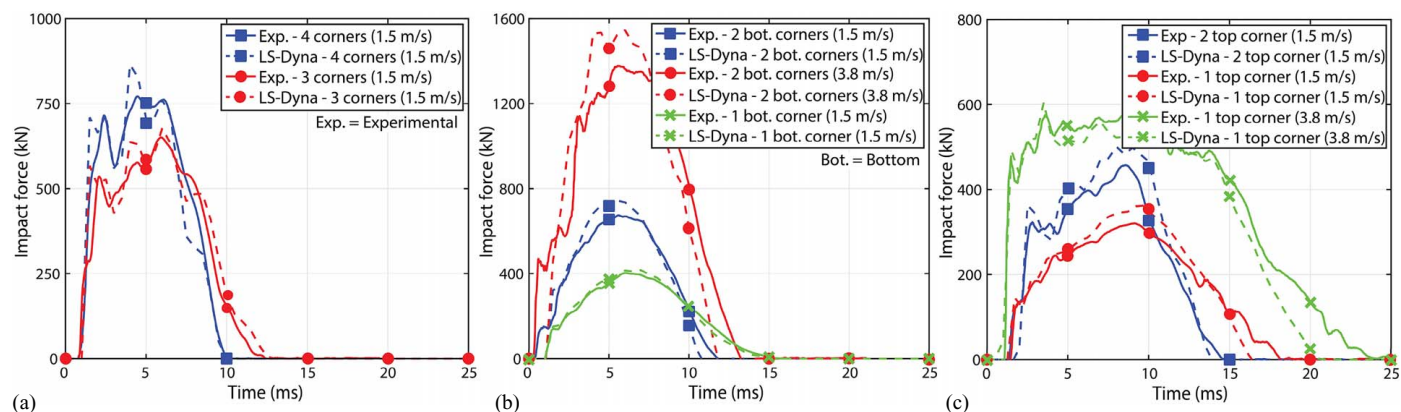 1000
750
500
250
0
Impact force (kN)
Exp. - 4 corners (1.5 m/s)
LS-Dyna - 4 corners (1.5 m/s)
Exp. - 3 corners (1.5 m/s)
LS-Dyna - 3 corners (1.5 m/s)
Exp. = Experimental
0 5 10 15 20 25
Time (ms)
(a)
1600
1200
800
400
0
Impact force (kN)
Exp. - 2 bot. corners (1.5 m/s)
LS-Dyna - 2 bot. corners (1.5 m/s)
Exp. - 2 bot. corners (3.8 m/s)
LS-Dyna - 2 bot. corners (3.8 m/s)
Exp. - 1 bot. corner (1.5 m/s)
LS-Dyna - 1 bot. corner (1.5 m/s)
Bot. = Bottom
0 5 10 15 20 25
Time (ms)
(b)
800
600
400
200
0
Impact force (kN)
Exp - 2 top corner (1.5 m/s)
LS-Dyna - 2 top corner (1.5 m/s)
Exp. - 1 top corner (1.5 m/s)
LS-Dyna - 1 top corner (1.5 m/s)
Exp. - 1 top corner (3.8 m/s)
LS-Dyna - 1 top corner (3.8 m/s)
0 5 10 15 20 25
Time (ms)
(c)